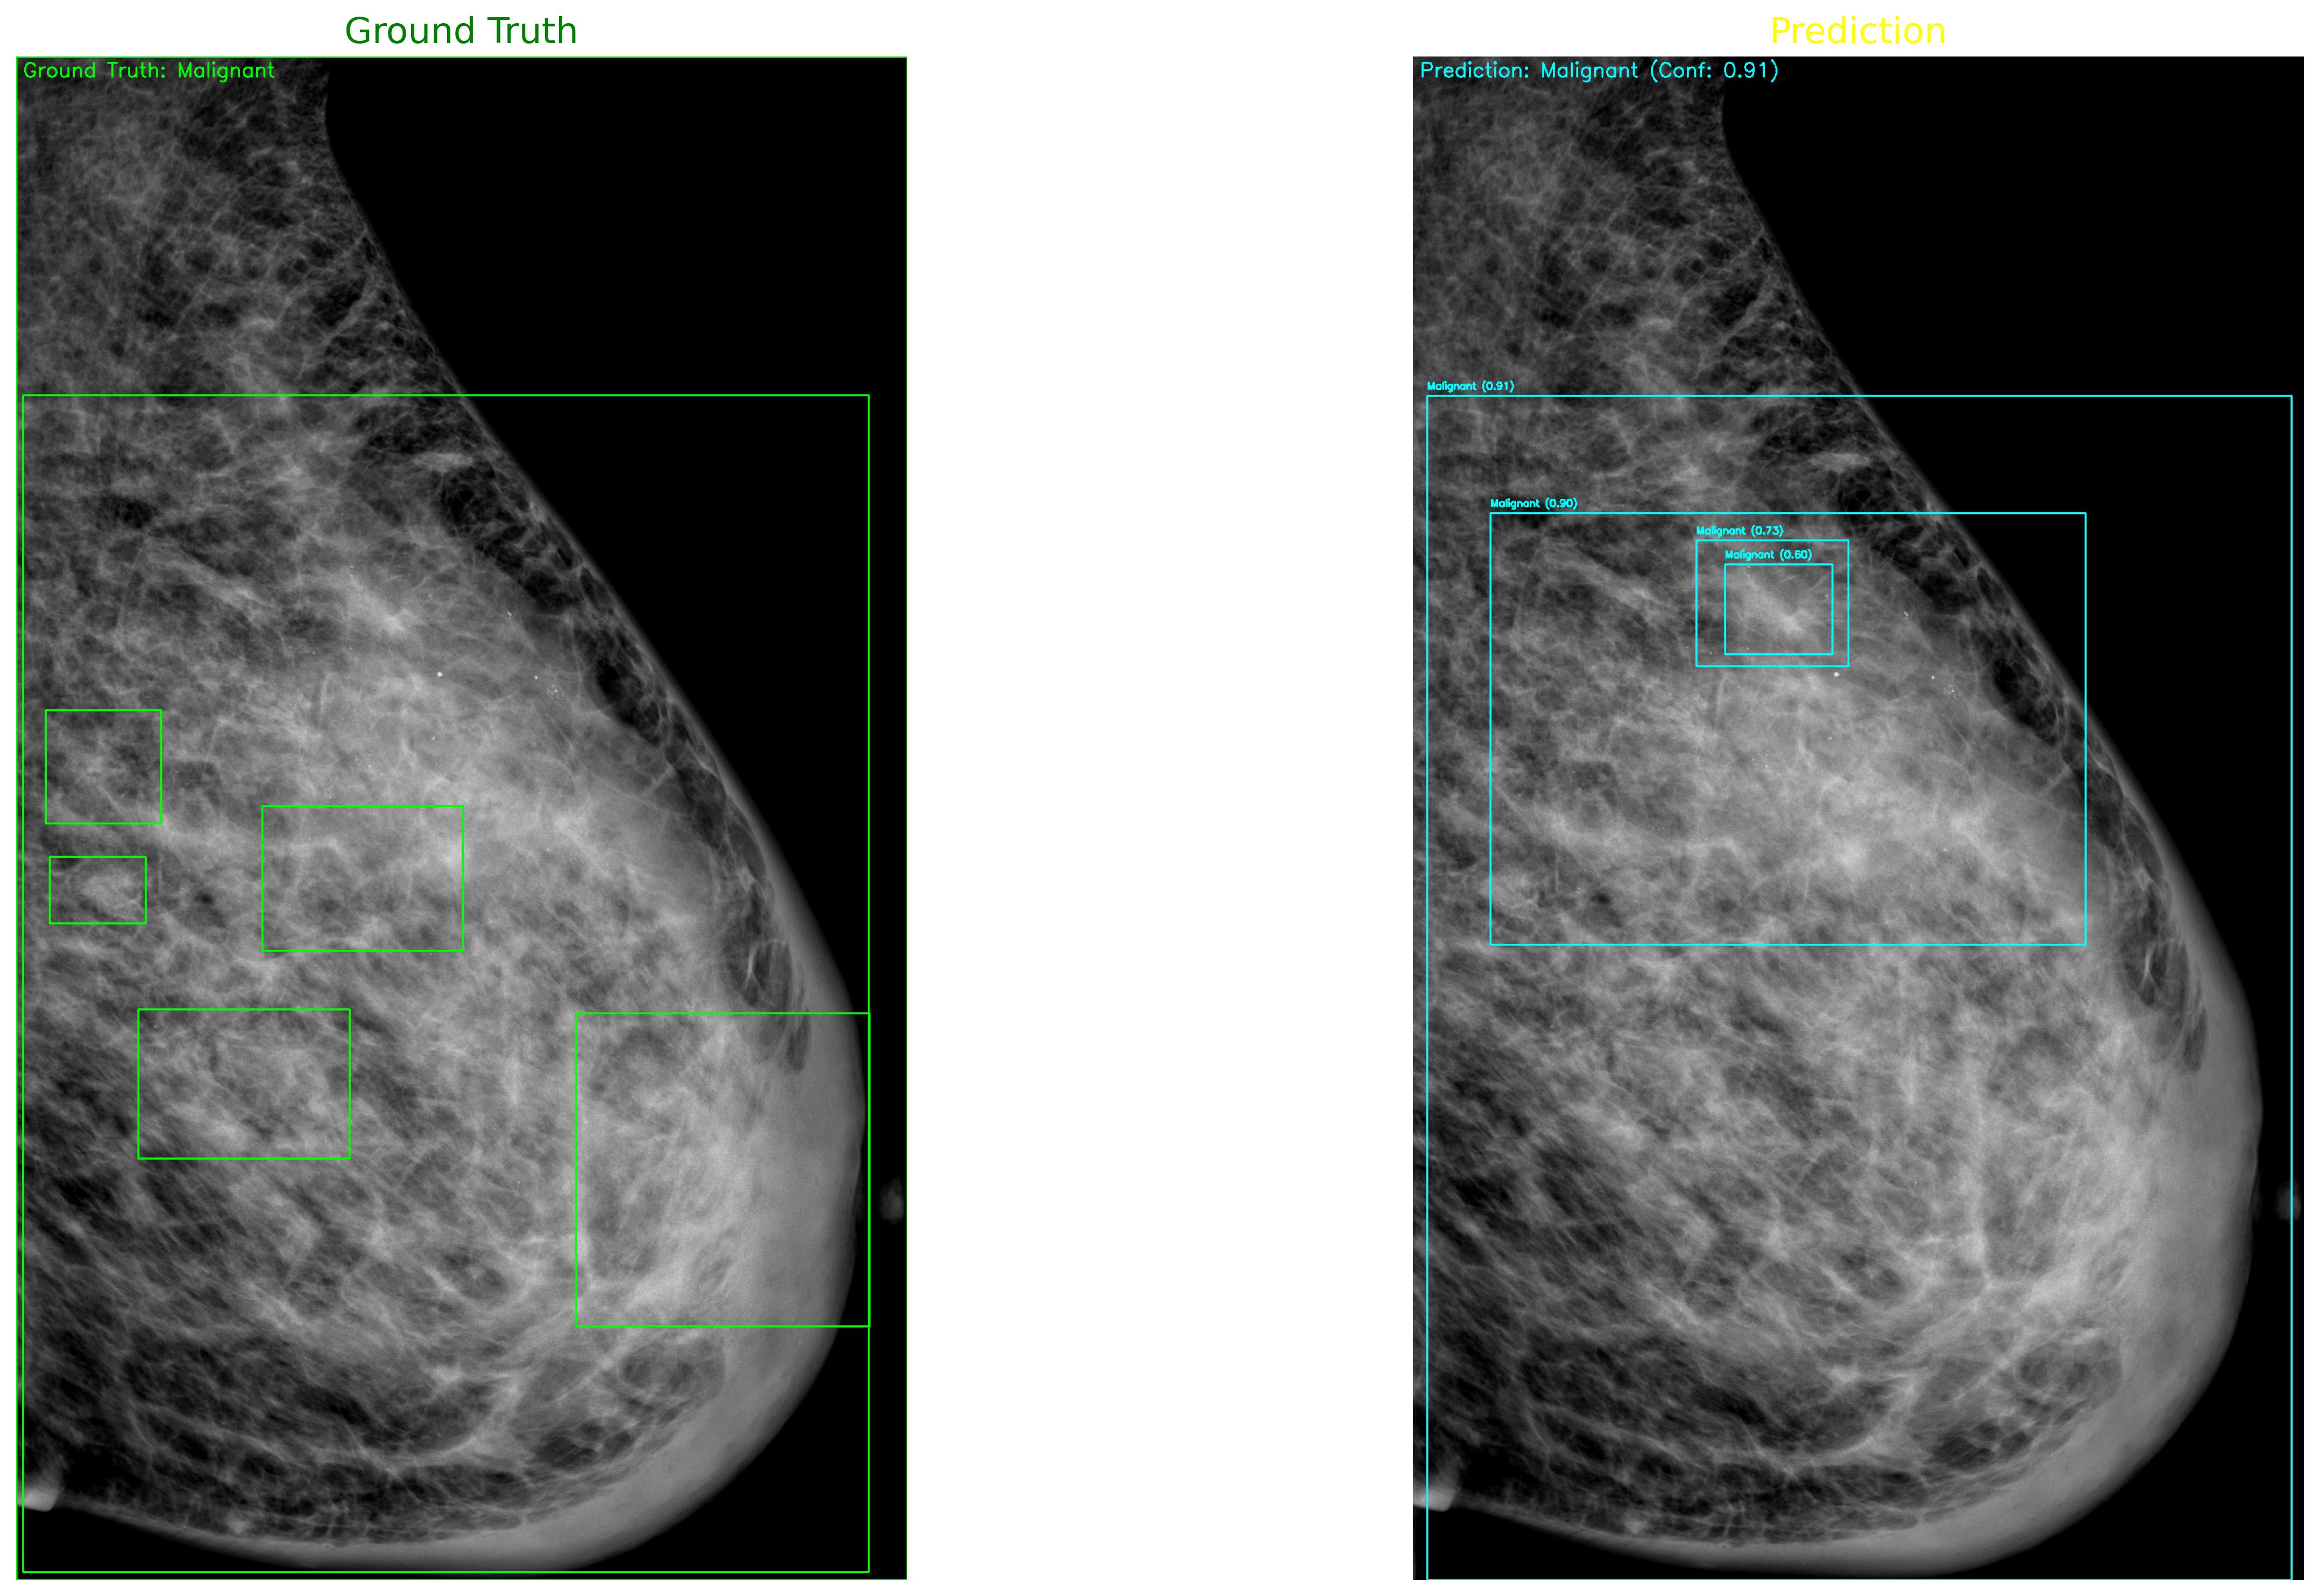 Ground Truth
Prediction
Ground Truth: Malignant
Prediction: Malignant (Conf: 0.91)
Malignant (0.91)
Malignant (0.90)
Malignant (0.73)
Malignant (0.60)